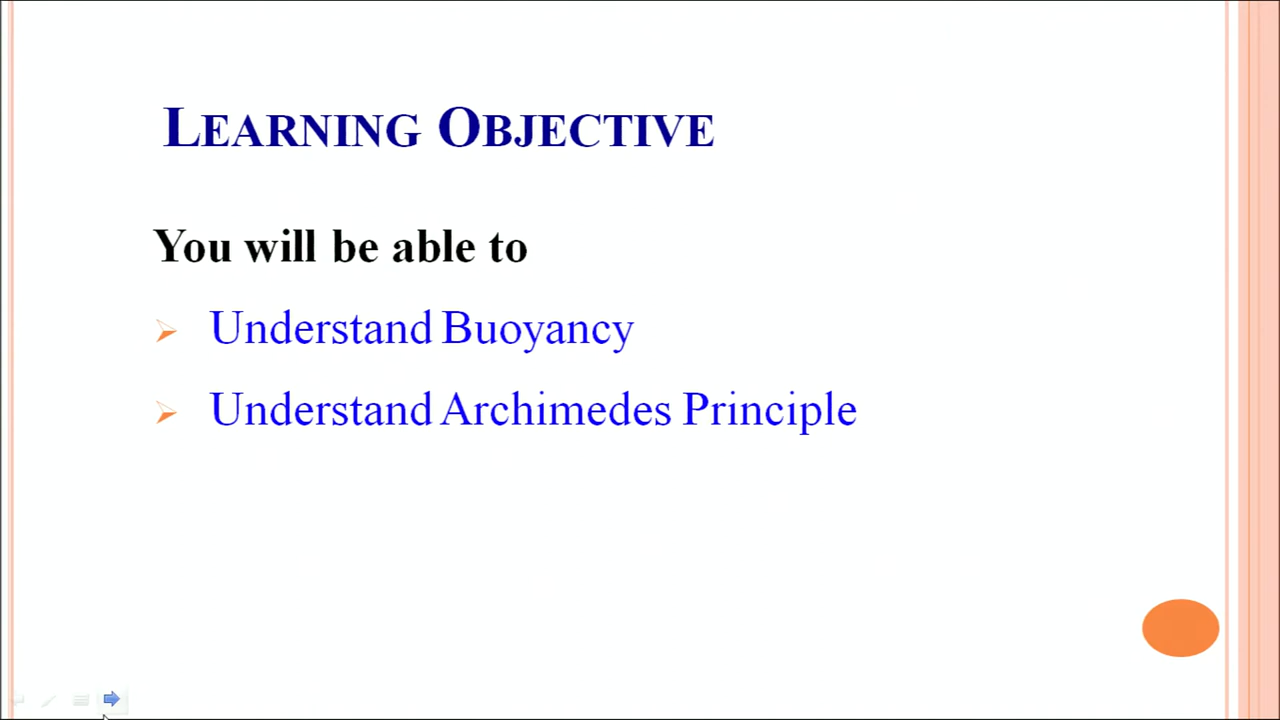 LEARNING OBJECTIVE
You will be able to
Understand Buoyancy
Understand Archimedes Principle